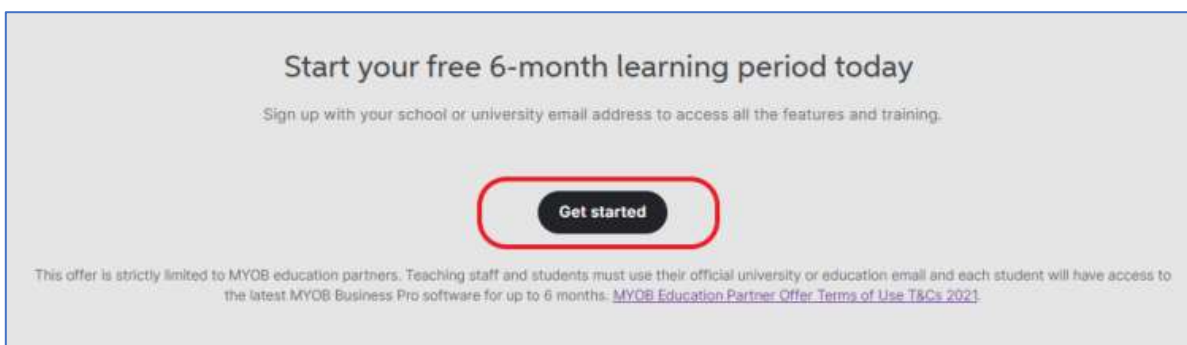 Start your free 6-month learning period today
Sign up with your school or university email address to access all the features and training.
Get started
This offer is strictly limited to MYOB education partners. Teaching staff and students must use their official university or education email and each student will have access to
the latest MYOB Business Pro software for up to 6 months. MYOB Education Partner Offer Terms of Use T&Cs 2021.